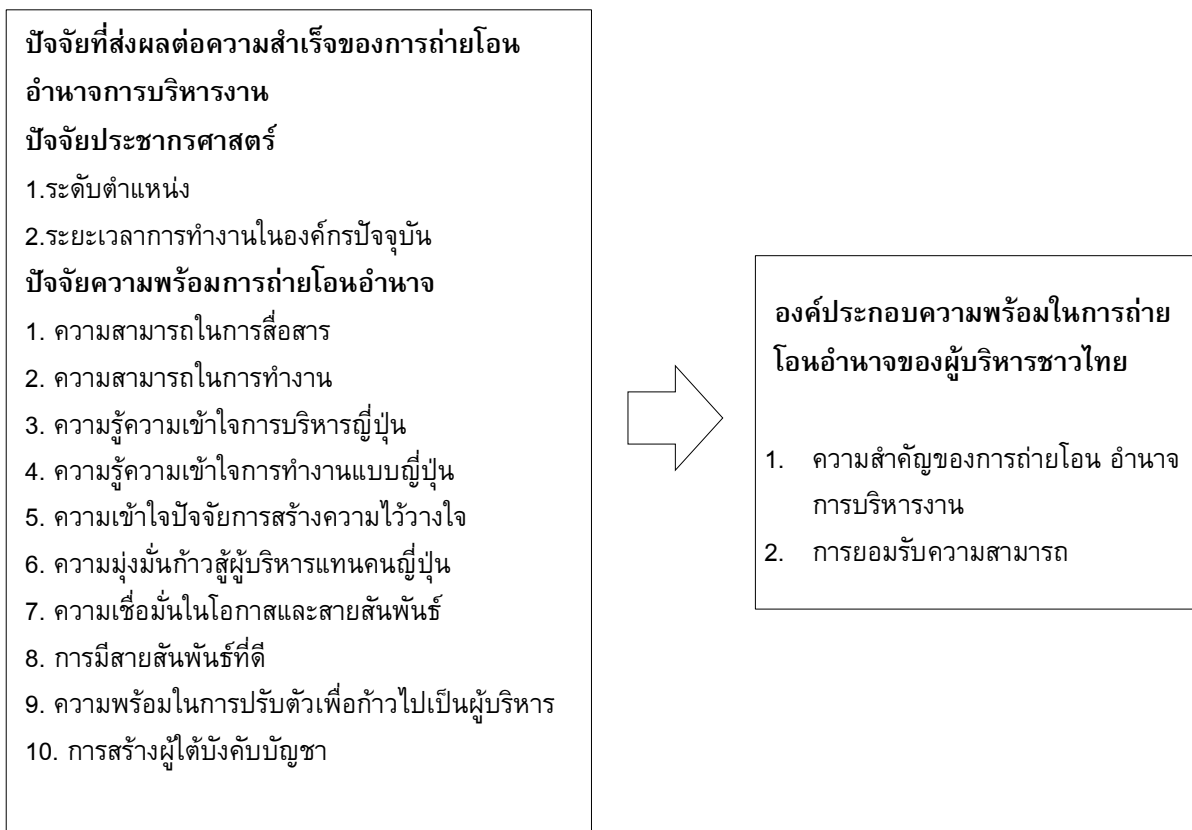 ปัจจัยที่ส่งผลต่อความสำเร็จของการถ่ายโอน
อำนาจการบริหารงาน
ปัจจัยประชากรศาสตร์
1.ระดับตำแหน่ง
2.ระยะเวลาการทำงานในองค์กรปัจจุบัน
ปัจจัยความพร้อมการถ่ายโอนอำนาจ
1. ความสามารถในการสื่อสาร
2. ความสามารถในการทำงาน
3. ความรู้ความเข้าใจการบริหารญี่ปุ่น
4. ความรู้ความเข้าใจการทำงานแบบญี่ปุ่น
5. ความเข้าใจปัจจัยการสร้างความไว้วางใจ
6. ความมุ่งมั่นก้าวสู้ผู้บริหารแทนคนญี่ปุ่น
7. ความเชื่อมั่นในโอกาสและสายสันพันธ์
8. การมีสายสันพันธ์ที่ดี
9. ความพร้อมในการปรับตัวเพื่อก้าวไปเป็นผู้บริหาร
10. การสร้างผู้ใต้บังคับบัญชา
องค์ประกอบความพร้อมในการถ่าย
โอนอำนาจของผู้บริหารชาวไทย
1. ความสำคัญของการถ่ายโอน อำนาจ
การบริหารงาน
2. การยอมรับความสามารถ